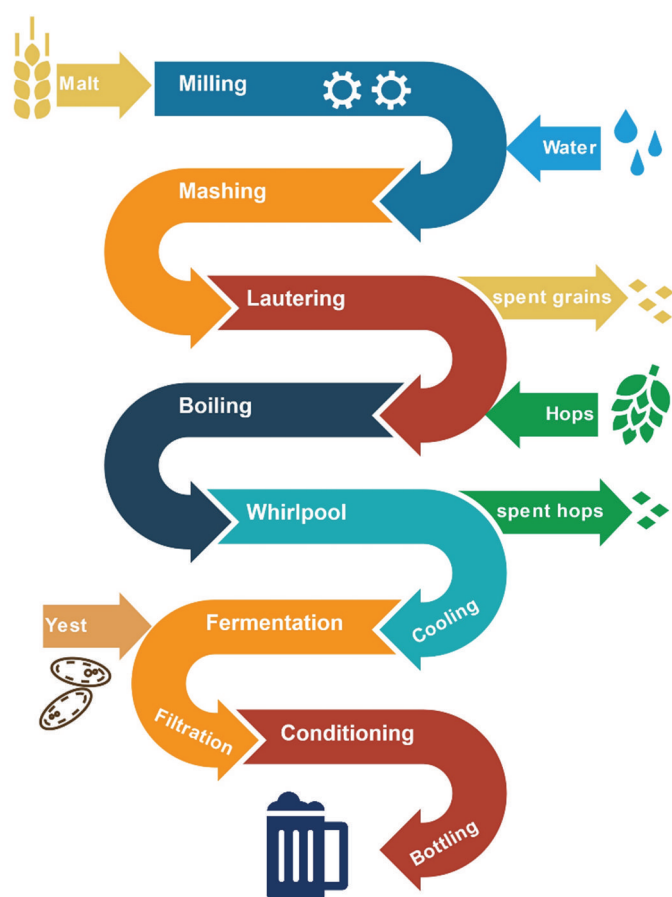 Malt
Milling
Water
Mashing
Lautering
spent grains
Boiling
Hops
Whirlpool
spent hops
Cooling
Yest
Fermentation
Filtration
Conditioning
Bottling